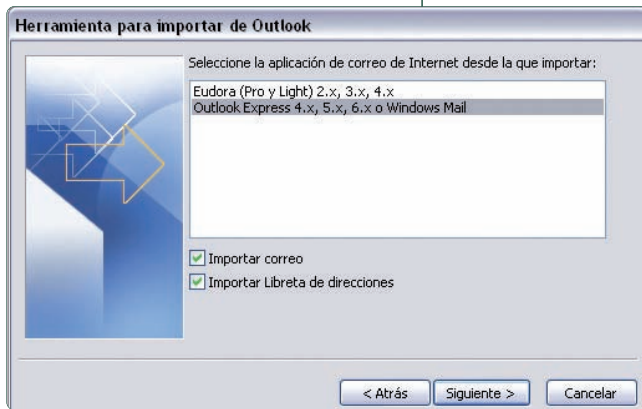 Herramienta para importar de Outlook
Seleccione la aplicación de correo de Internet desde la que importar:
Eudora (Pro y Light) 2.x, 3.x, 4.x
Outlook Express 4.x, 5.x, 6.x o Windows Mail
Importar correo
Importar Libreta de direcciones
< Atrás Siguiente > Cancelar